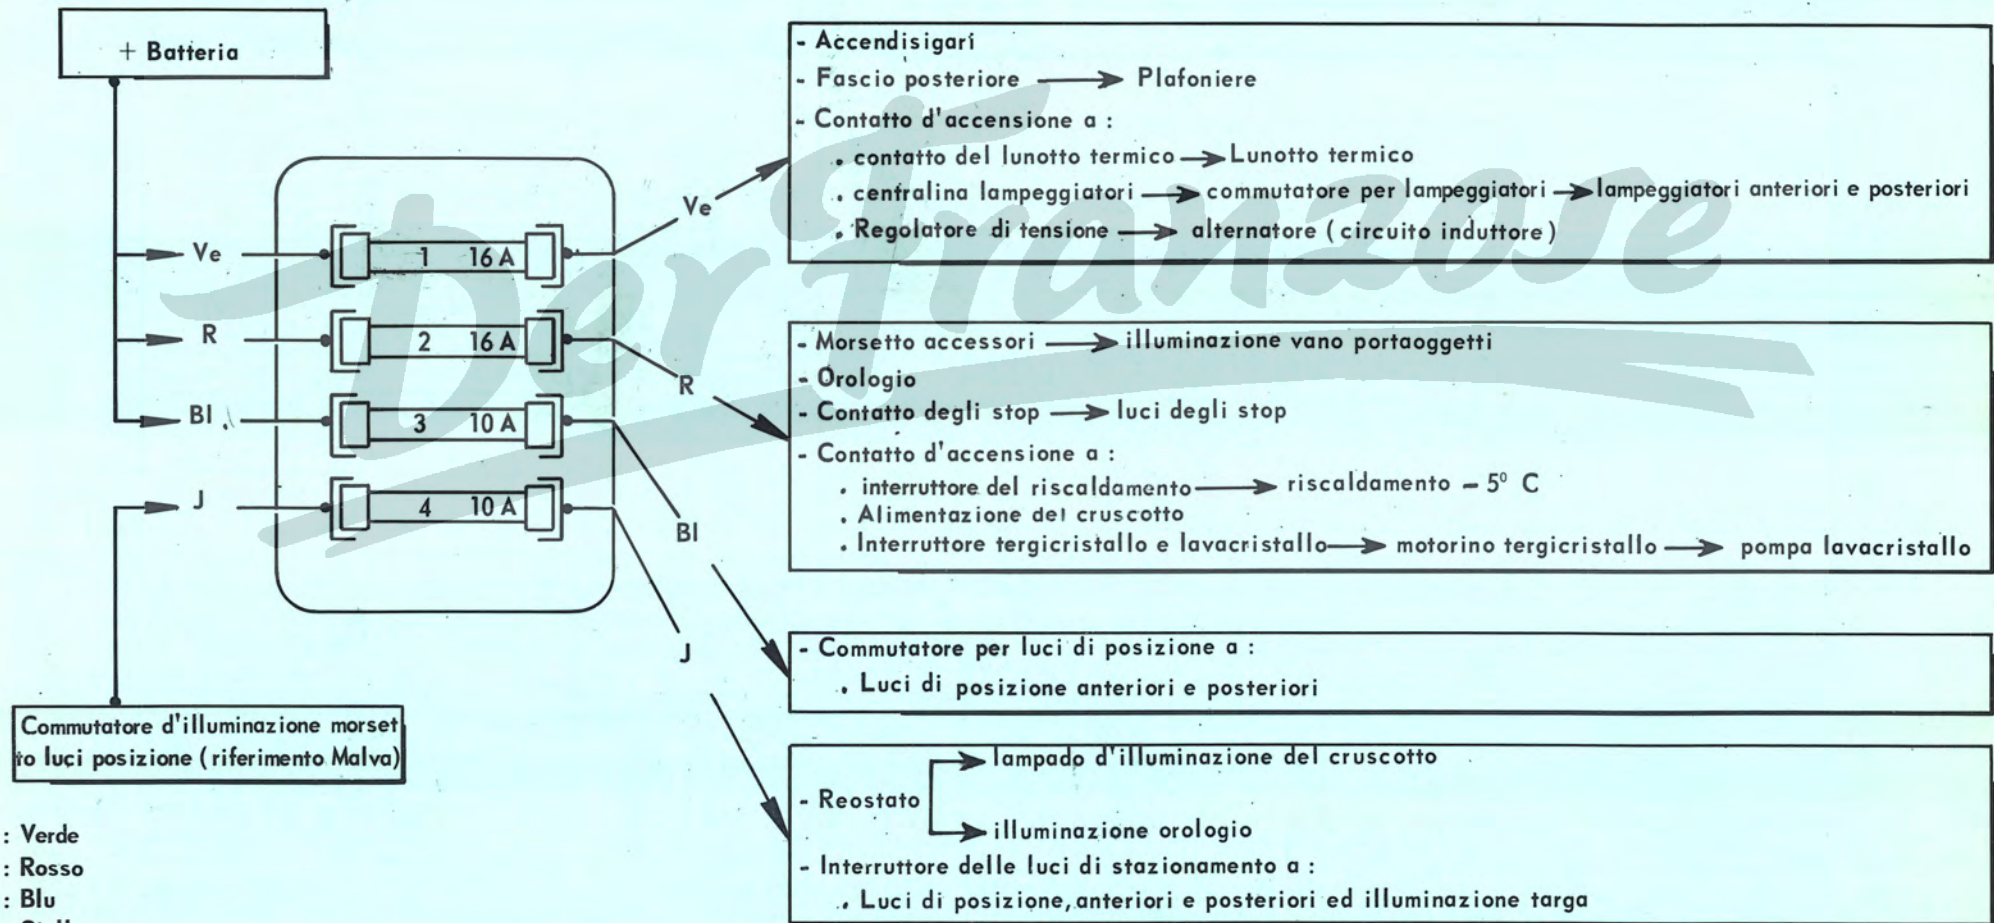 + Batteria
Ve
R
Bl
J
1 16 A
2 16 A
3 10 A
4 10 A
Ve
R
Bl
J
- Accendisigari
- Fascio posteriore → Plafoniere
- Contatto d'accensione a :
. contatto del lunotto termico → Lunotto termico
. centralina lampeggiatori → commutatore per lampeggiatori → lampeggiatori anteriori e posteriori
. Regolatore di tensione → alternatore ( circuito induttore )
- Morsetto accessori → illuminazione vano portaoggetti
- Orologio
- Contatto degli stop → luci degli stop
- Contatto d'accensione a :
. interruttore del riscaldamento → riscaldamento - 5° C
. Alimentazione del cruscotto
. Interruttore tergicristallo e lavacristallo → motorino tergicristallo → pompa lavacristallo
- Commutatore per luci di posizione a :
. Luci di posizione anteriori e posteriori
- Reostato
lampado d'illuminazione del cruscotto
illuminazione orologio
- Interruttore delle luci di stazionamento a :
. Luci di posizione, anteriori e posteriori ed illuminazione targa
Commutatore d'illuminazione morset
to luci posizione ( riferimento Malva)
: Verde
: Rosso
: Blu
Der Franzose